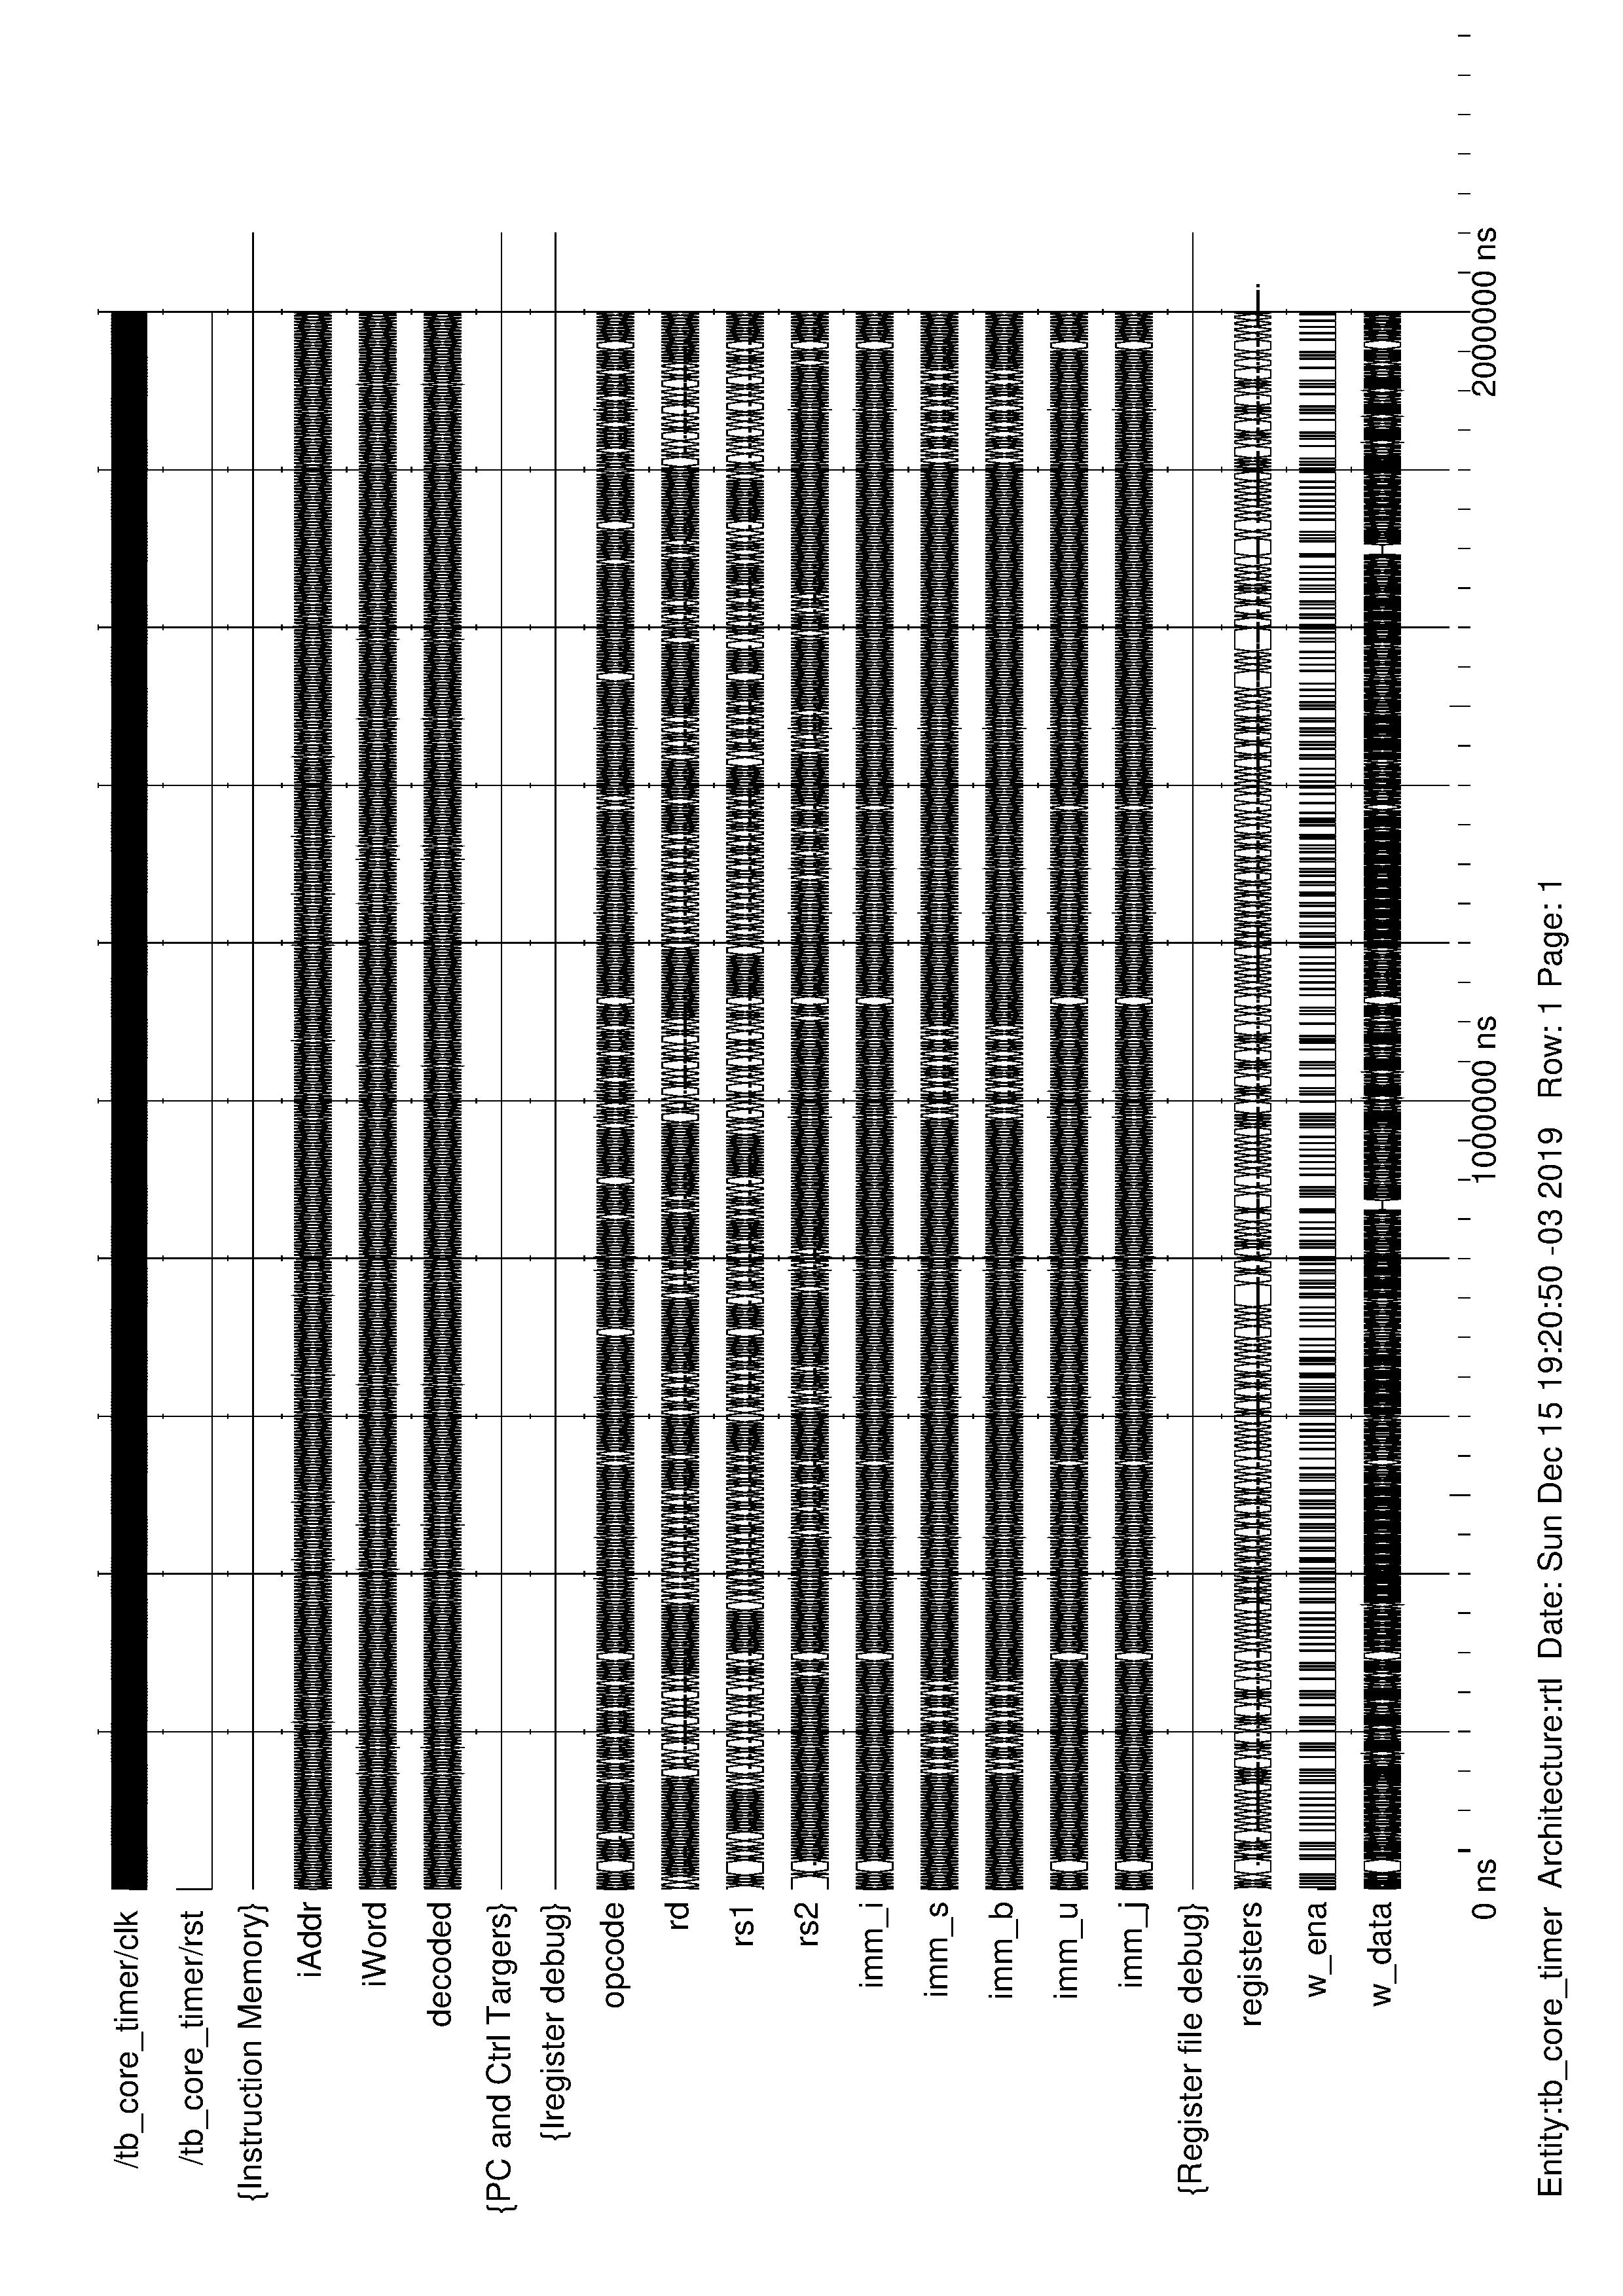 /tb_core_timer/clk
/tb_core_timer/rst
{Instruction Memory}
iAddr
iWord
decoded
{PC and Ctrl Targers}
{Iregister debug}
opcode
rd
rs1
rs2
imm_i
imm_s
imm_b
imm_u
imm_j
{Register file debug}
registers
w_ena
w_data
0 ns 1000000 ns 2000000 ns
Entity:tb_core_timer Architecture:rtl Date: Sun Dec 15 19:20:50 -03 2019 Row: 1 Page: 1